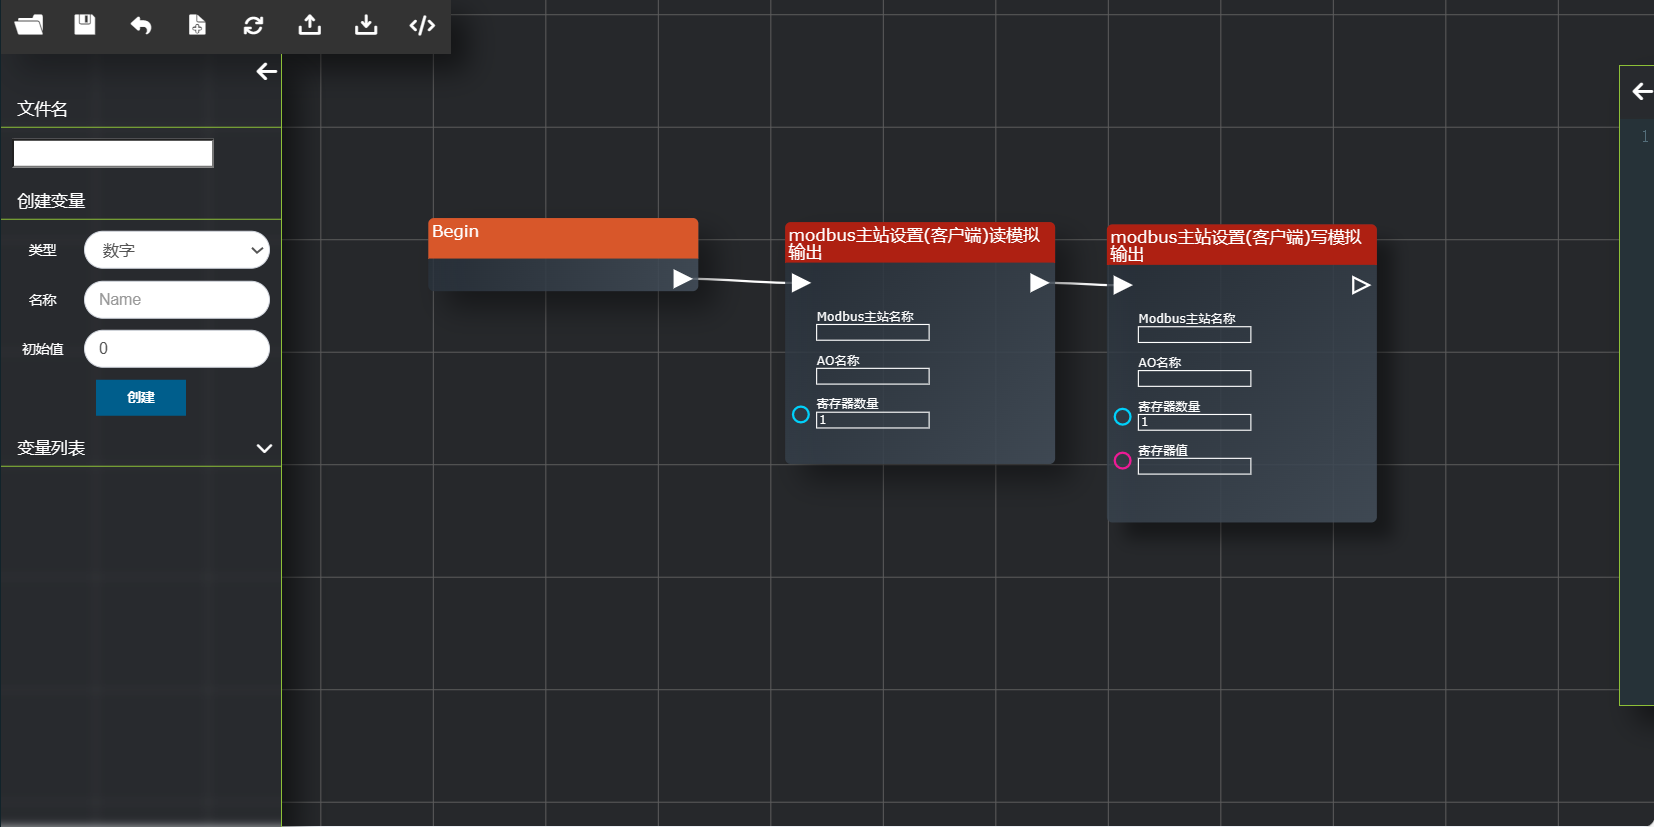 文件名
创建变量
类型
数字
名称
Name
初始值
0
创建
变量列表
Begin
modbus主站设置(客户端)读模拟
输出
Modbus主站名称
AO名称
寄存器数量
1
modbus主站设置(客户端)写模拟
输出
Modbus主站名称
AO名称
寄存器数量
1
寄存器值
1